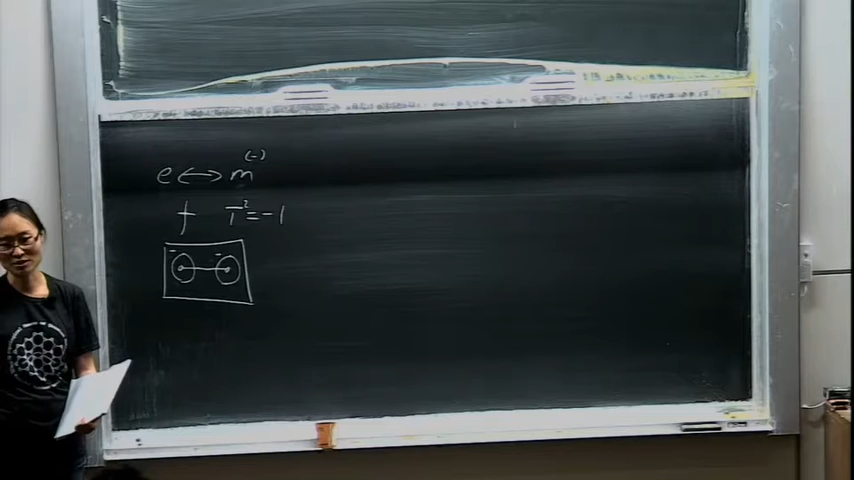 e ↔ m (-)
f T² = -1
- -